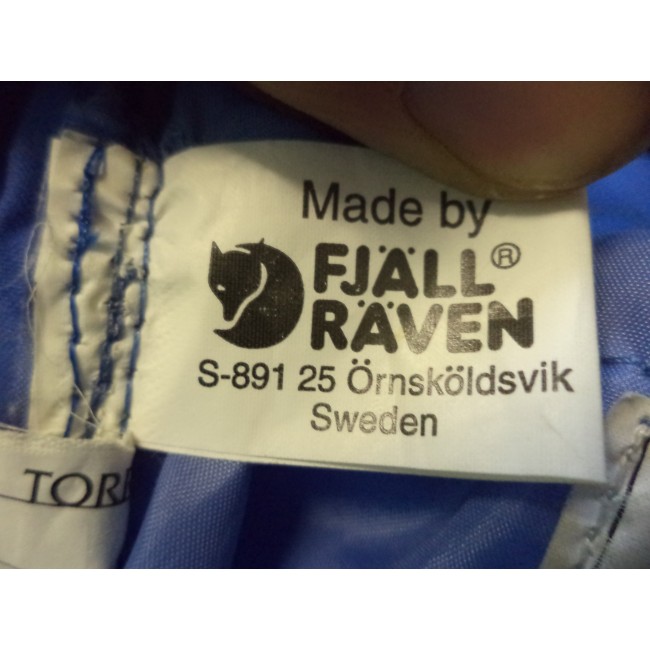 Made by
FJÄLL®
RÄVEN
S-891 25 Örnsköldsvik
Sweden